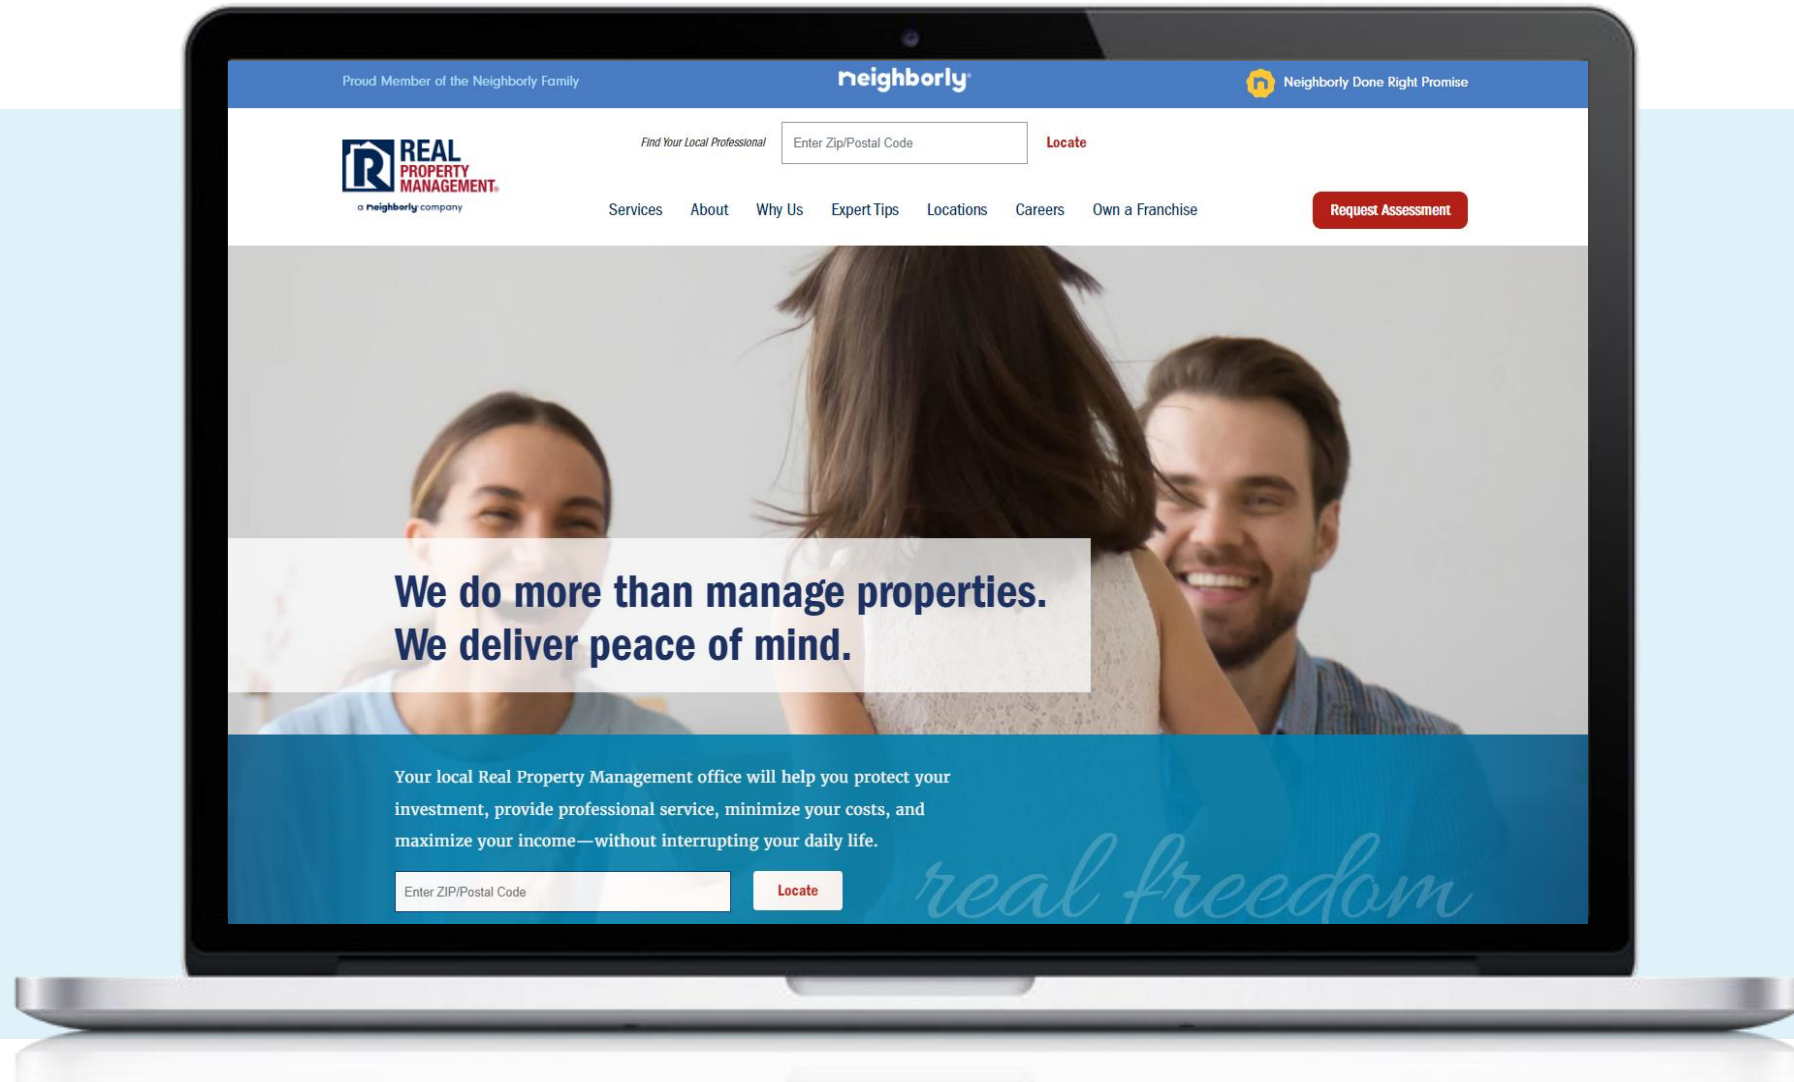 Proud Member of the Neighborly Family
neighborly
n
Neighborly Done Right Promise
Find Your Local Professional
Enter Zip/Postal Code
Locate
R
REAL
PROPERTY
MANAGEMENT®
a neighborly company
Services
About
Why Us
Expert Tips
Locations
Careers
Own a Franchise
Request Assessment
We do more than manage properties.
We deliver peace of mind.
Your local Real Property Management office will help you protect your
investment, provide professional service, minimize your costs, and
maximize your income—without interrupting your daily life.
Enter ZIP/Postal Code
Locate
real freedom